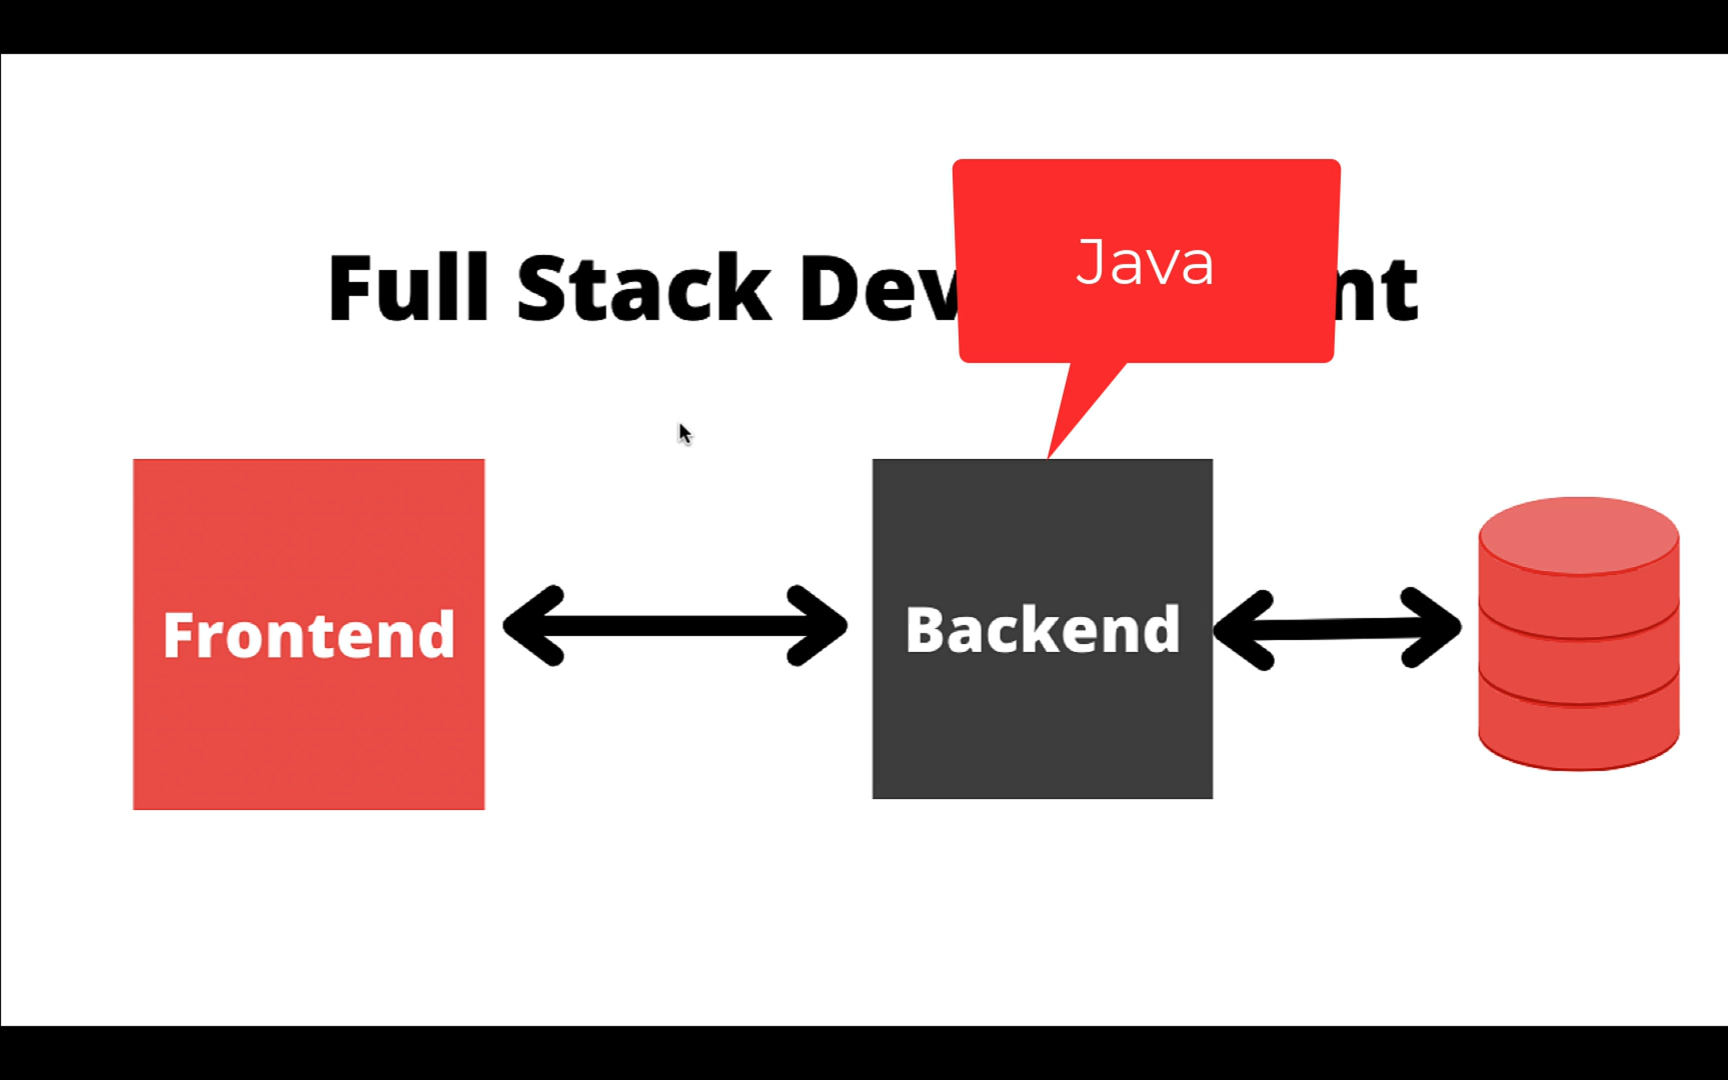 Java
Full Stack Dev nt
Frontend
Backend